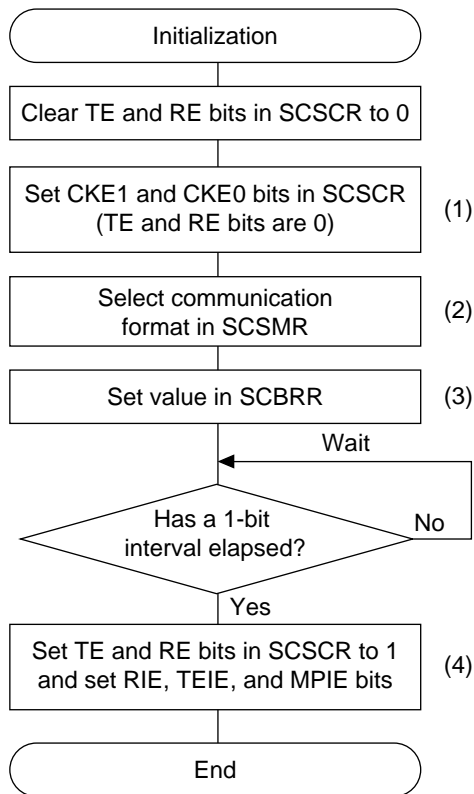 Initialization
Clear TE and RE bits in SCSCR to 0
Set CKE1 and CKE0 bits in SCSCR
(TE and RE bits are 0)
(1)
Select communication
format in SCSMR
(2)
Set value in SCBRR
(3)
Wait
Has a 1-bit
interval elapsed?
No
Yes
Set TE and RE bits in SCSCR to 1
and set RIE, TEIE, and MPIE bits
(4)
End